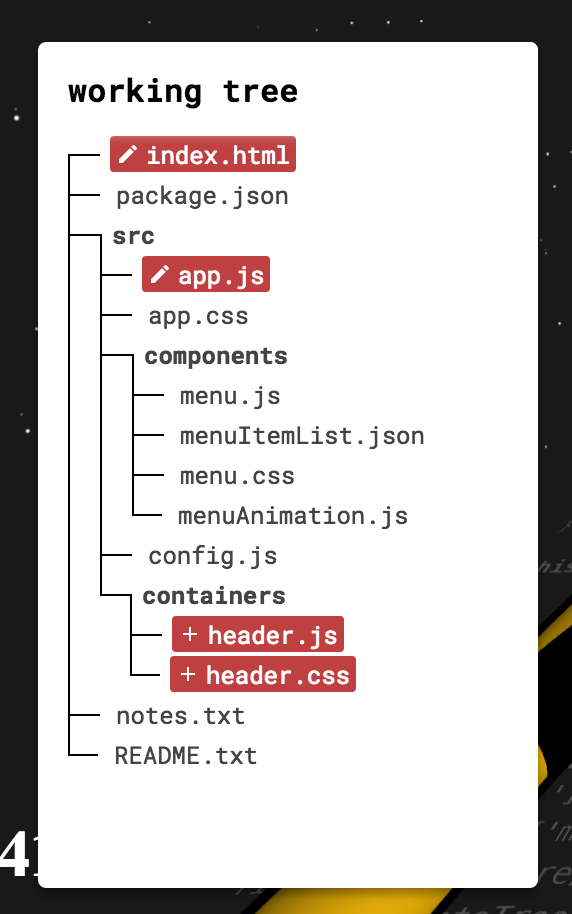 working tree
index.html
package.json
src
app.js
app.css
components
menu.js
menuItemList.json
menu.css
menuAnimation.js
config.js
containers
+ header.js
+ header.css
notes.txt
README.txt